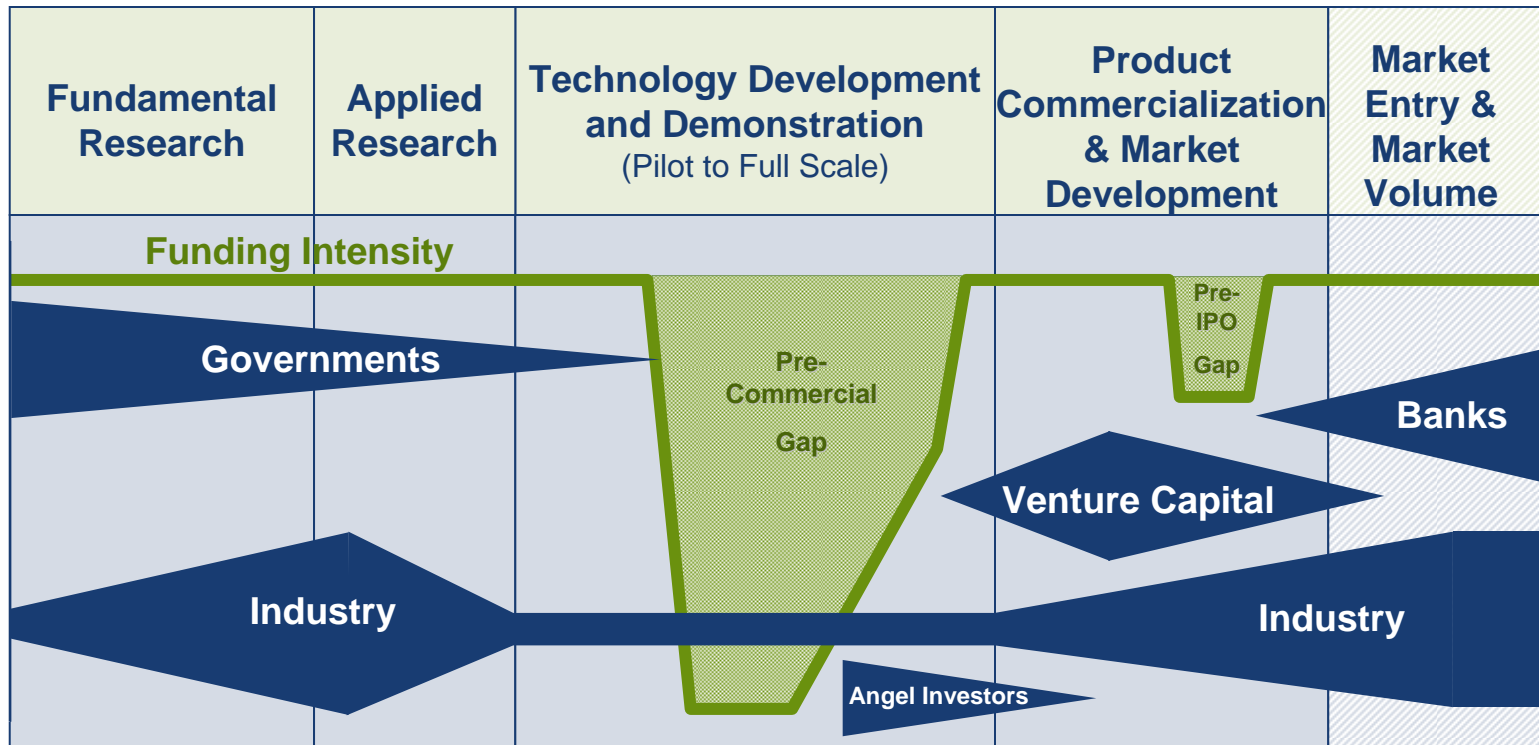 Fundamental
Research
Applied
Research
Technology Development
and Demonstration
(Pilot to Full Scale)
Product
Commercialization
& Market
Development
Market
Entry &
Market
Volume
Funding Intensity
Governments
Pre-
Commercial
Gap
Pre-
IPO
Gap
Banks
Venture Capital
Industry
Industry
Angel Investors